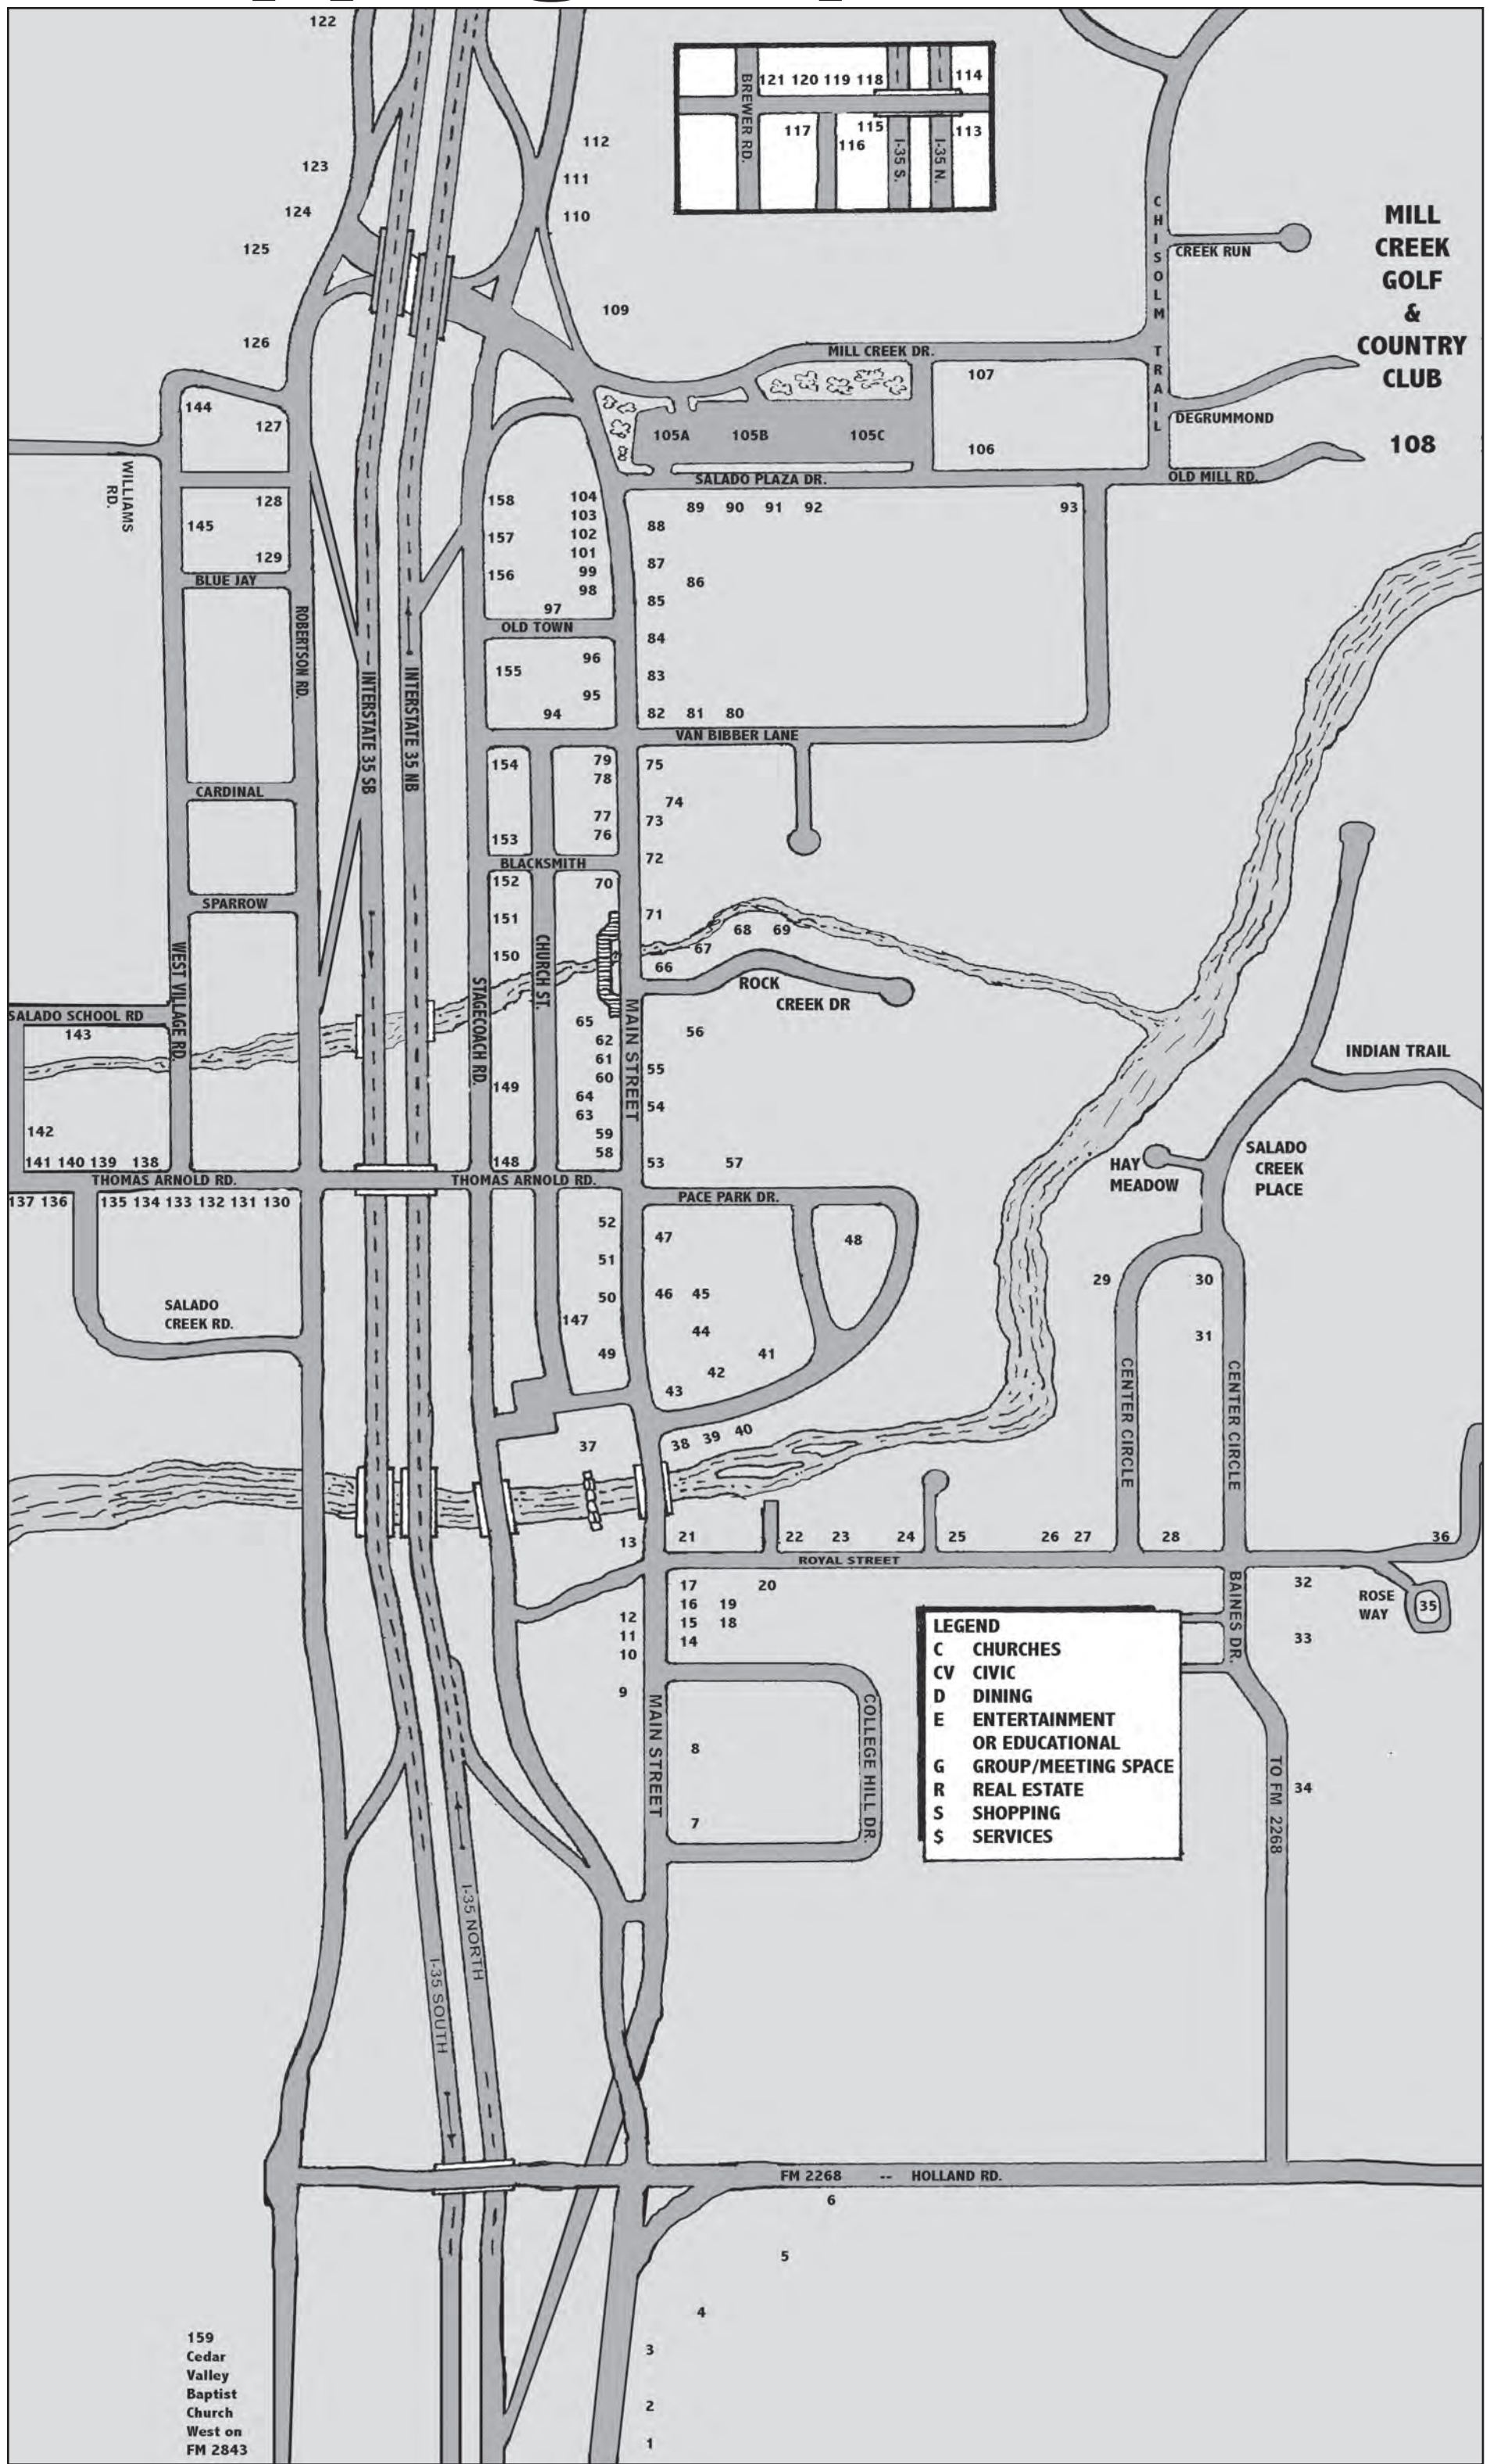 122
BREWER RD.
121 120 119 118
114
117
115
116
113
I-35 S.
I-35 N.
112
123
111
124
110
125
109
126
CHISOLM TRAIL
CREEK RUN
MILL
CREEK
GOLF
&
COUNTRY
CLUB
108
MILL CREEK DR.
107
DEGRUMMOND
144
127
105A
105B
105C
106
SALADO PLAZA DR.
OLD MILL RD.
WILLIAMS
RD.
128
145
129
BLUE JAY
ROBERTSON RD.
INTERSTATE 35 SB
INTERSTATE 35 NB
158
157
156
104
103
102
101
99
98
97
OLD TOWN
89 90 91 92
93
88
87
86
85
84
83
82 81 80
96
155
95
94
VAN BIBBER LANE
CARDINAL
154
79
78
77
76
153
75
74
73
72
BLACKSMITH
SPARROW
152
70
151
71
150
68 69
67
66
WEST VILLAGE RD.
STAGECOACH RD.
CHURCH ST.
MAIN STREET
ROCK
CREEK DR
SALADO SCHOOL RD
143
65
62
61
60
64
63
59
58
56
55
54
149
INDIAN TRAIL
142
141 140 139 138
148
53
57
HAY
MEADOW
SALADO
CREEK
PLACE
THOMAS ARNOLD RD.
THOMAS ARNOLD RD.
PACE PARK DR.
137 136 135 134 133 132 131 130
52
51
50
147
49
47
48
46 45
44
41
42
43
29
30
31
SALADO
CREEK RD.
CENTER CIRCLE
CENTER CIRCLE
37
38 39 40
13
21
22 23 24 25 26 27 28
36
ROYAL STREET
17
20
16 19
15 18
14
12
11
10
9
BAINES DR.
32
ROSE
WAY
35
33
LEGEND
C CHURCHES
CV CIVIC
D DINING
E ENTERTAINMENT
OR EDUCATIONAL
G GROUP/MEETING SPACE
R REAL ESTATE
S SHOPPING
$ SERVICES
MAIN STREET
COLLEGE HILL DR.
8
7
TO FM 2268
34
I-35 NORTH
I-35 SOUTH
FM 2268 -- HOLLAND RD.
6
5
4
3
2
1
159
Cedar
Valley
Baptist
Church
West on
FM 2843